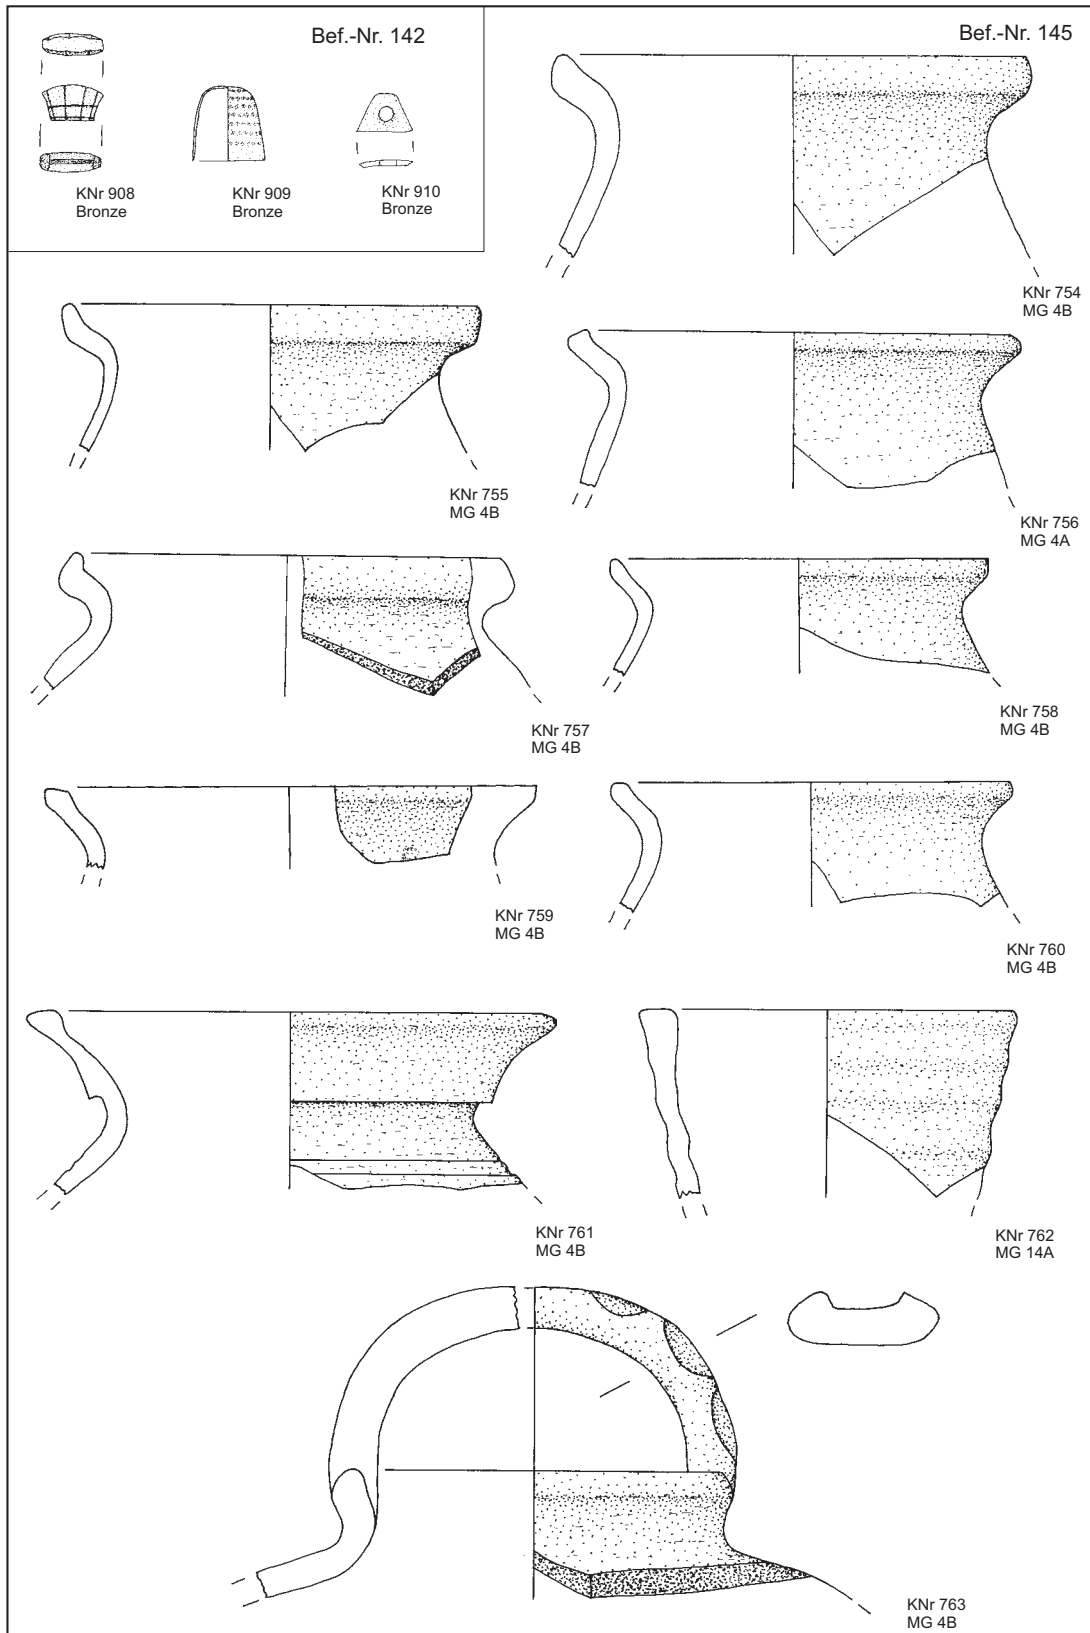 Bef.-Nr. 142
KNr 908
Bronze
KNr 909
Bronze
KNr 910
Bronze
Bef.-Nr. 145
KNr 754
MG 4B
KNr 755
MG 4B
KNr 756
MG 4A
KNr 757
MG 4B
KNr 758
MG 4B
KNr 759
MG 4B
KNr 760
MG 4B
KNr 761
MG 4B
KNr 762
MG 14A
KNr 763
MG 4B